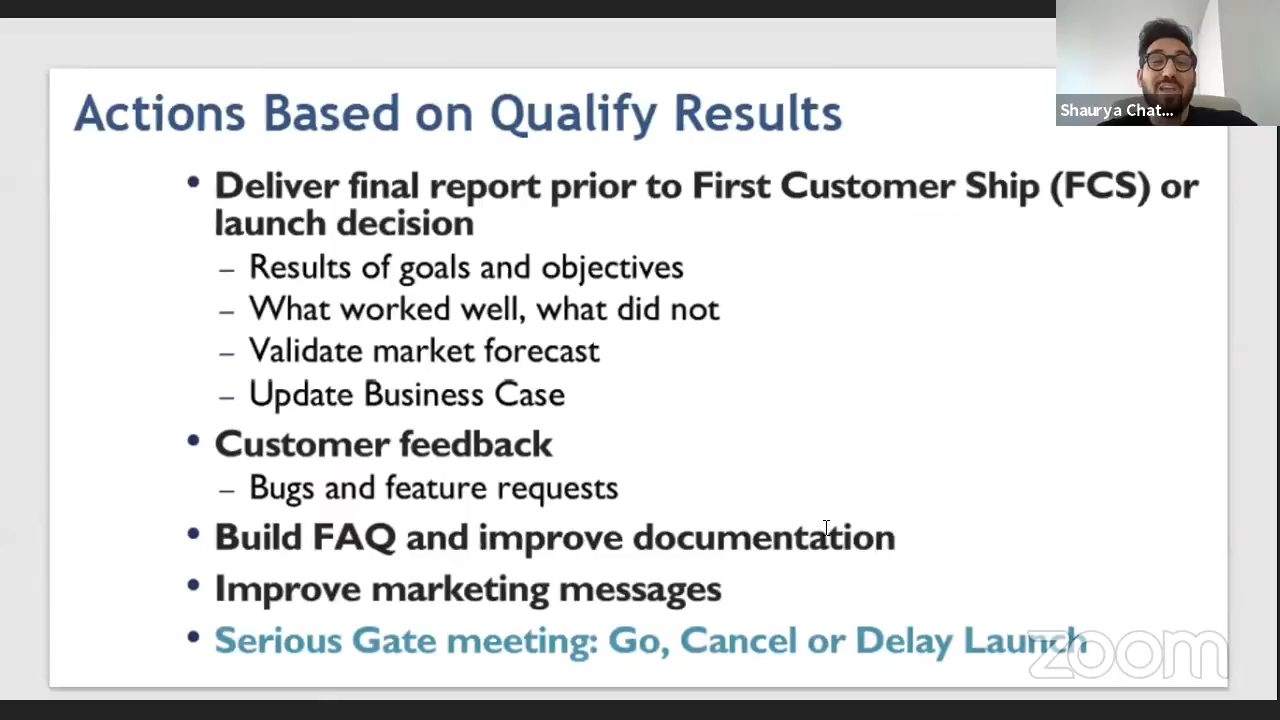 Actions Based on Qualify Results
Shaurya Chat...
• Deliver final report prior to First Customer Ship (FCS) or
launch decision
– Results of goals and objectives
– What worked well, what did not
– Validate market forecast
– Update Business Case
• Customer feedback
– Bugs and feature requests
• Build FAQ and improve documentation
• Improve marketing messages
• Serious Gate meeting: Go, Cancel or Delay Launch
zoom